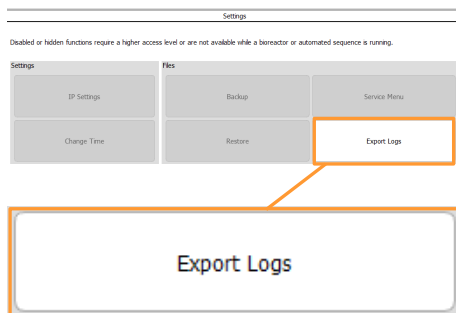 Settings
Disabled or hidden functions require a higher access level or are not available while a bioreactor or automated sequence is running.
Settings Files
IP Settings Backup Service Menu
Change Time Restore Export Logs
Export Logs